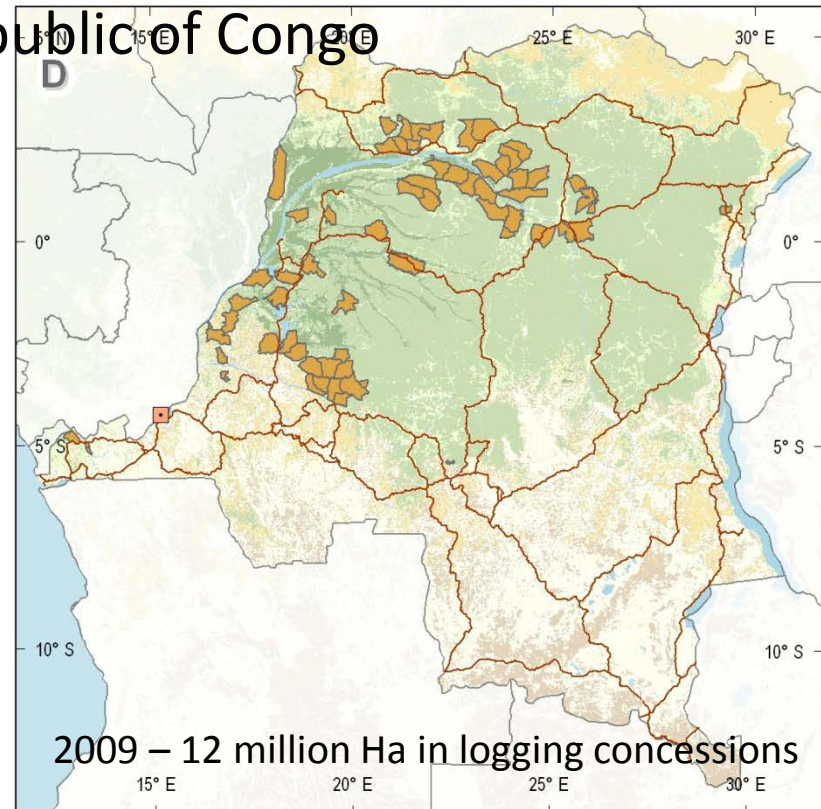 public of Congo
5° N 15° E 20° E 25° E 30° E
D
0° 0°
5° S 5° S
10° S 10° S
2009 – 12 million Ha in logging concessions
15° E 20° E 25° E 30° E